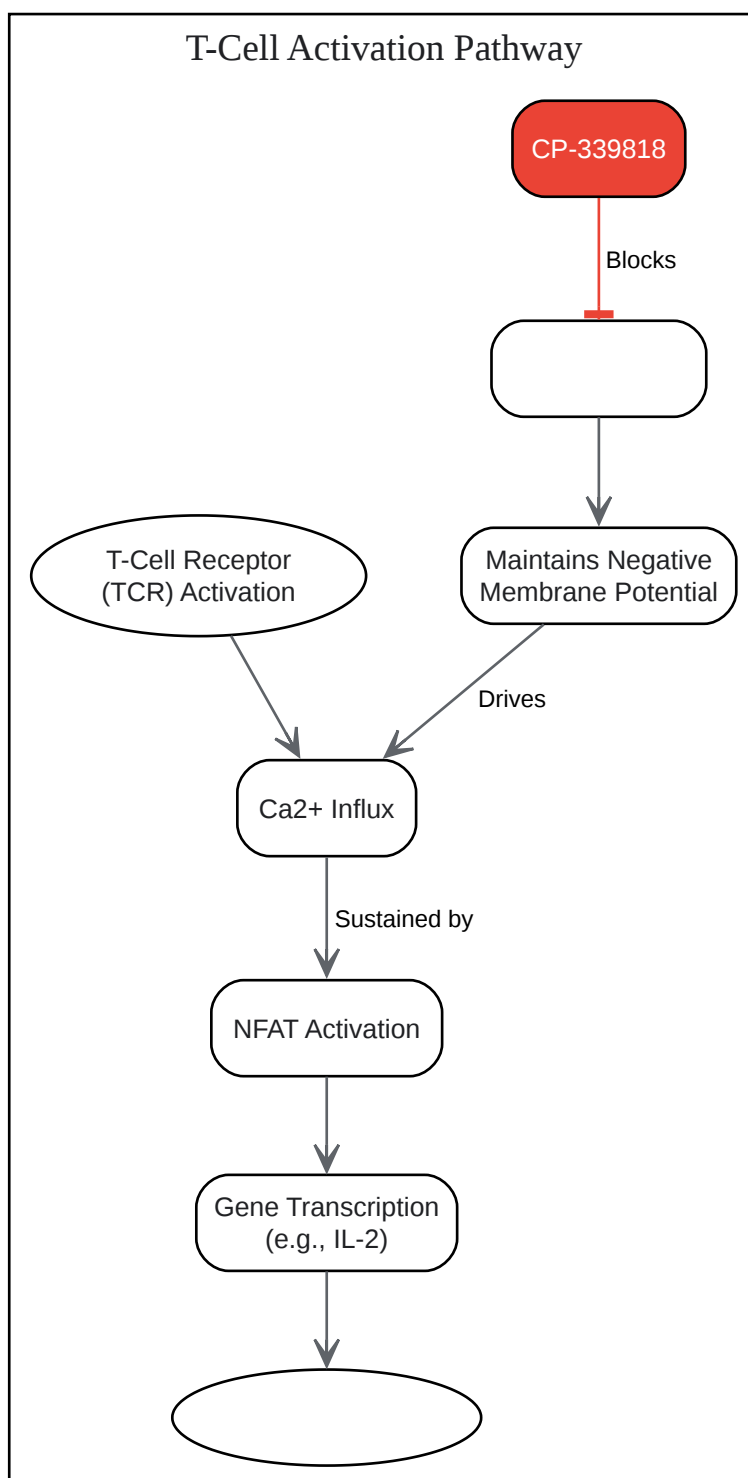 T-Cell Activation Pathway
CP-339818
Blocks
T-Cell Receptor
(TCR) Activation
Maintains Negative
Membrane Potential
Drives
Ca2+ Influx
Sustained by
NFAT Activation
Gene Transcription
(e.g., IL-2)